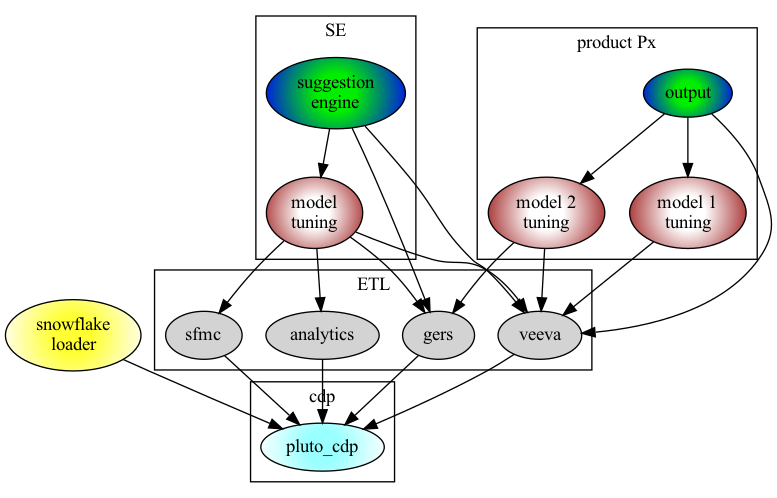 SE
product Px
suggestion
engine
output
model
tuning
model 2
tuning
model 1
tuning
ETL
snowflake
loader
sfmc
analytics
gers
veeva
cdp
pluto_cdp